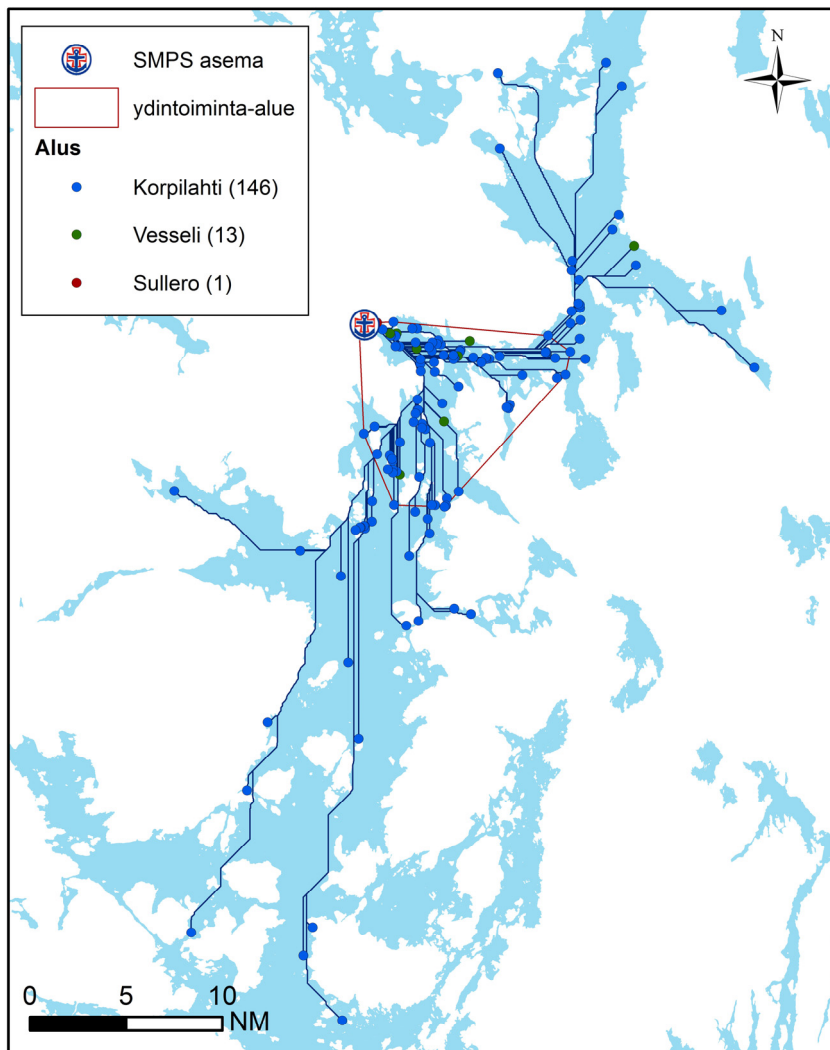 SMPS asema
ydintoiminta-alue
Alus
Korpilahti (146)
Vesseli (13)
Sullero (1)
N
0 5 10
NM